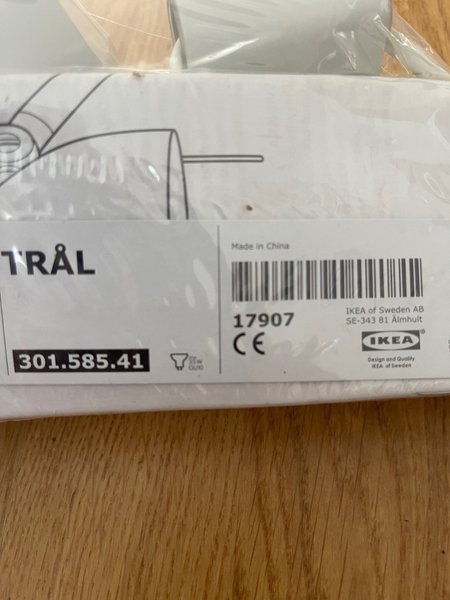 TRÅL
301.585.41
GU10
Made in China
17907
CE
IKEA of Sweden AB
SE-343 81 Älmhult
IKEA
Design and Quality
IKEA of Sweden